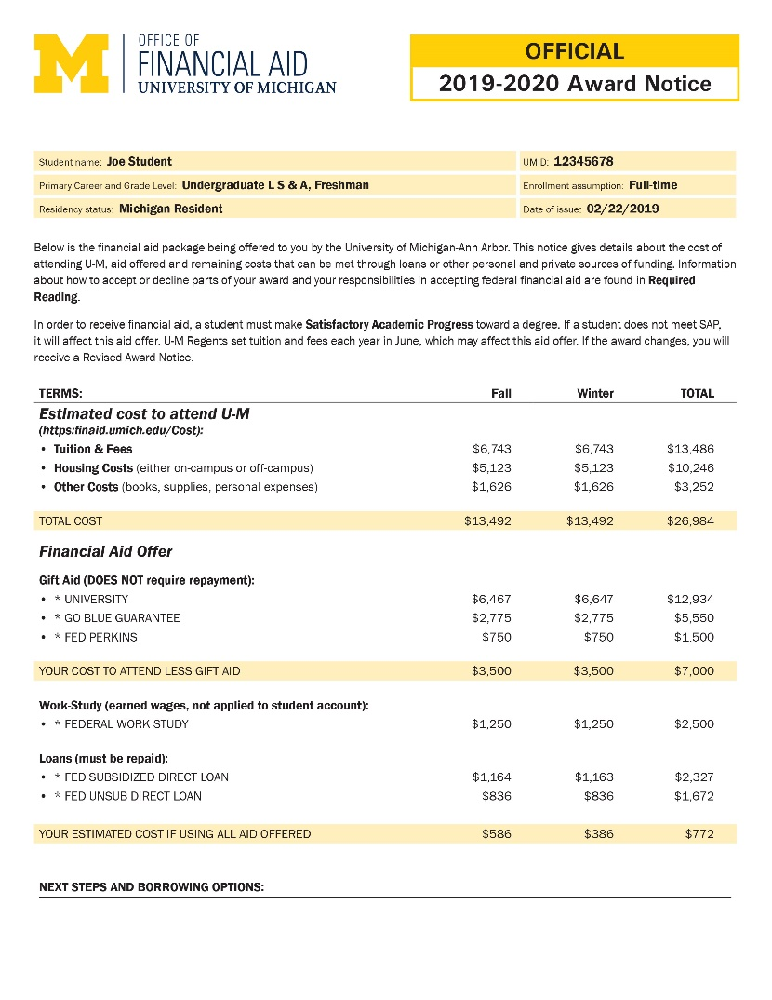 M
OFFICE OF
FINANCIAL AID
UNIVERSITY OF MICHIGAN
OFFICIAL
2019-2020 Award Notice
Student name: Joe Student UMID: 12345678
Primary Career and Grade Level: Undergraduate L S & A, Freshman Enrollment assumption: Full-time
Residency status: Michigan Resident Date of issue: 02/22/2019
Below is the financial aid package being offered to you by the University of Michigan-Ann Arbor. This notice gives details about the cost of
attending U-M, aid offered and remaining costs that can be met through loans or other personal and private sources of funding. Information
about how to accept or decline parts of your award and your responsibilities in accepting federal financial aid are found in Required
Reading.
In order to receive financial aid, a student must make Satisfactory Academic Progress toward a degree. If a student does not meet SAP,
it will affect this aid offer. U-M Regents set tuition and fees each year in June, which may affect this aid offer. If the award changes, you will
receive a Revised Award Notice.
TERMS: Fall Winter TOTAL
Estimated cost to attend U-M
(https:finaid.umich.edu/Cost):
• Tuition & Fees $6,743 $6,743 $13,486
• Housing Costs (either on-campus or off-campus) $5,123 $5,123 $10,246
• Other Costs (books, supplies, personal expenses) $1,626 $1,626 $3,252
TOTAL COST $13,492 $13,492 $26,984
Financial Aid Offer
Gift Aid (DOES NOT require repayment):
• * UNIVERSITY $6,467 $6,647 $12,934
• * GO BLUE GUARANTEE $2,775 $2,775 $5,550
• * FED PERKINS $750 $750 $1,500
YOUR COST TO ATTEND LESS GIFT AID $3,500 $3,500 $7,000
Work-Study (earned wages, not applied to student account):
• * FEDERAL WORK STUDY $1,250 $1,250 $2,500
Loans (must be repaid):
• * FED SUBSIDIZED DIRECT LOAN $1,164 $1,163 $2,327
• * FED UNSUB DIRECT LOAN $836 $836 $1,672
YOUR ESTIMATED COST IF USING ALL AID OFFERED $586 $386 $772
NEXT STEPS AND BORROWING OPTIONS: